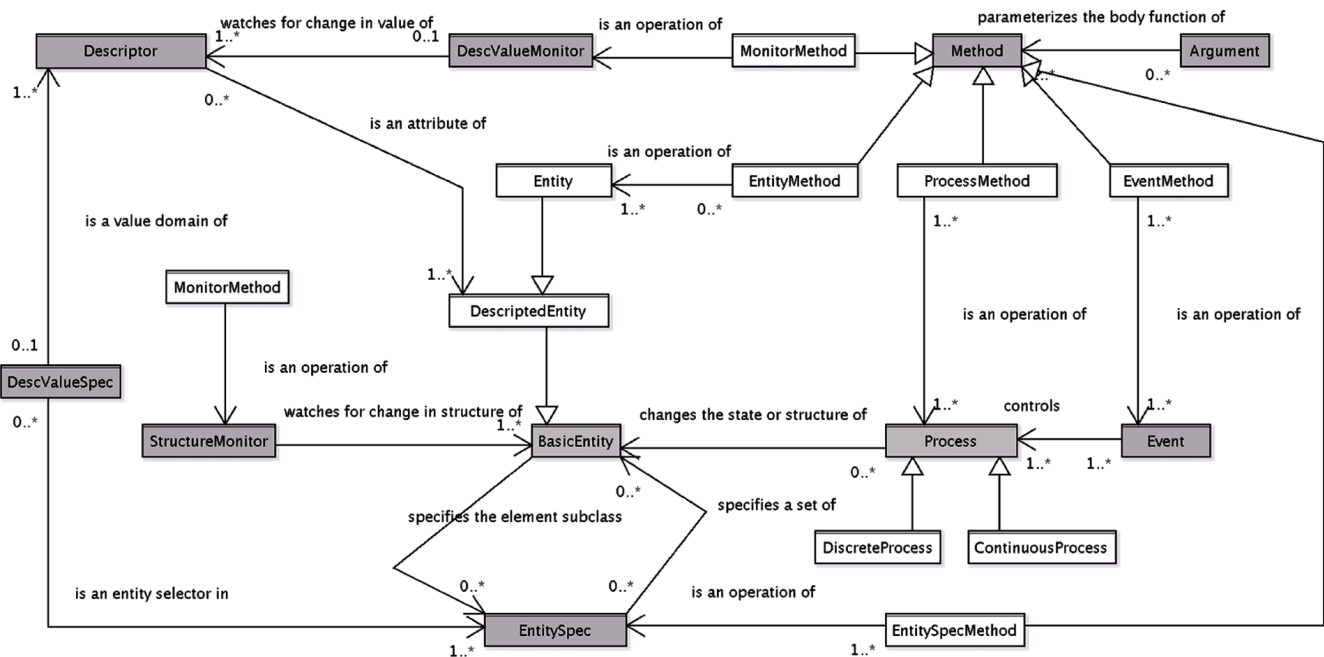 watches for change in value of
is an operation of
parameterizes the body function of
Descriptor
1..*
0..1
DescValueMonitor
MonitorMethod
Method
Argument
1..*
0..*
0..*
is an attribute of
is an operation of
Entity
EntityMethod
ProcessMethod
EventMethod
1..*
0..*
1..*
1..*
is a value domain of
MonitorMethod
1..*
DescriptedEntity
is an operation of
is an operation of
0..1
is an operation of
DescValueSpec
0..*
watches for change in structure of
1..*
changes the state or structure of
1..*
controls
1..*
StructureMonitor
BasicEntity
Process
Event
0..*
1..*
1..*
0..*
specifies the element subclass
specifies a set of
DiscreteProcess
ContinuousProcess
is an entity selector in
0..*
0..*
is an operation of
EntitySpec
EntitySpecMethod
1..*
1..*